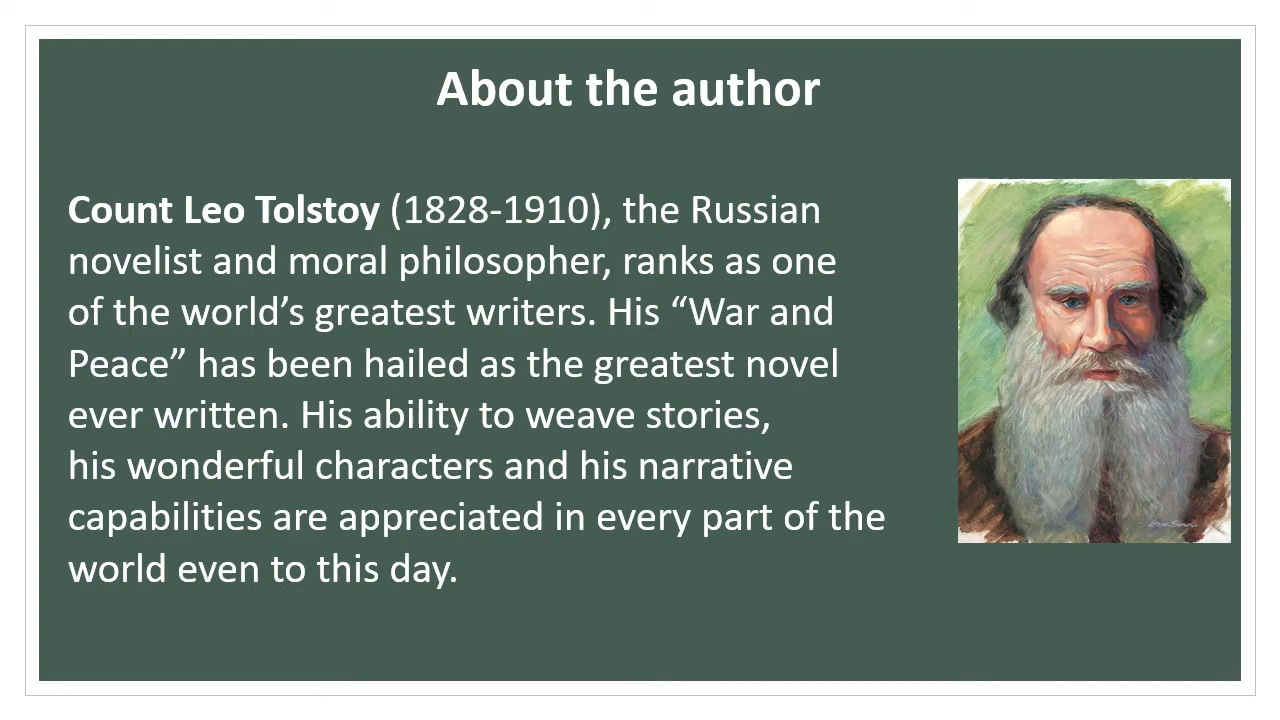 About the author
Count Leo Tolstoy (1828-1910), the Russian
novelist and moral philosopher, ranks as one
of the world’s greatest writers. His “War and
Peace” has been hailed as the greatest novel
ever written. His ability to weave stories,
his wonderful characters and his narrative
capabilities are appreciated in every part of the
world even to this day.